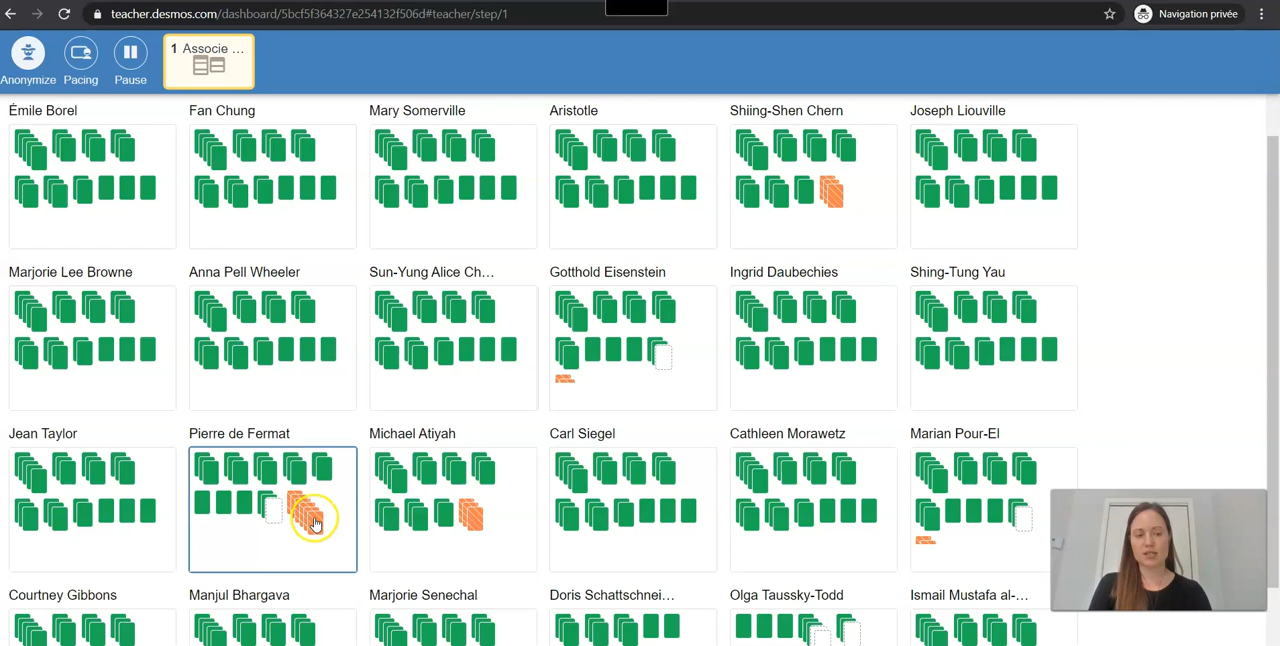 teacher.desmos.com/dashboard/5bcf5f364327e254132f506d#teacher/step/1
Navigation privée
Anonymize
Pacing
Pause
1 Associe ...
Émile Borel
Fan Chung
Mary Somerville
Aristotle
Shiing-Shen Chern
Joseph Liouville
Marjorie Lee Browne
Anna Pell Wheeler
Sun-Yung Alice Ch...
Gotthold Eisenstein
Ingrid Daubechies
Shing-Tung Yau
Jean Taylor
Pierre de Fermat
Michael Atiyah
Carl Siegel
Cathleen Morawetz
Marian Pour-El
Courtney Gibbons
Manjul Bhargava
Marjorie Senechal
Doris Schattschnei...
Olga Taussky-Todd
Ismail Mustafa al-...